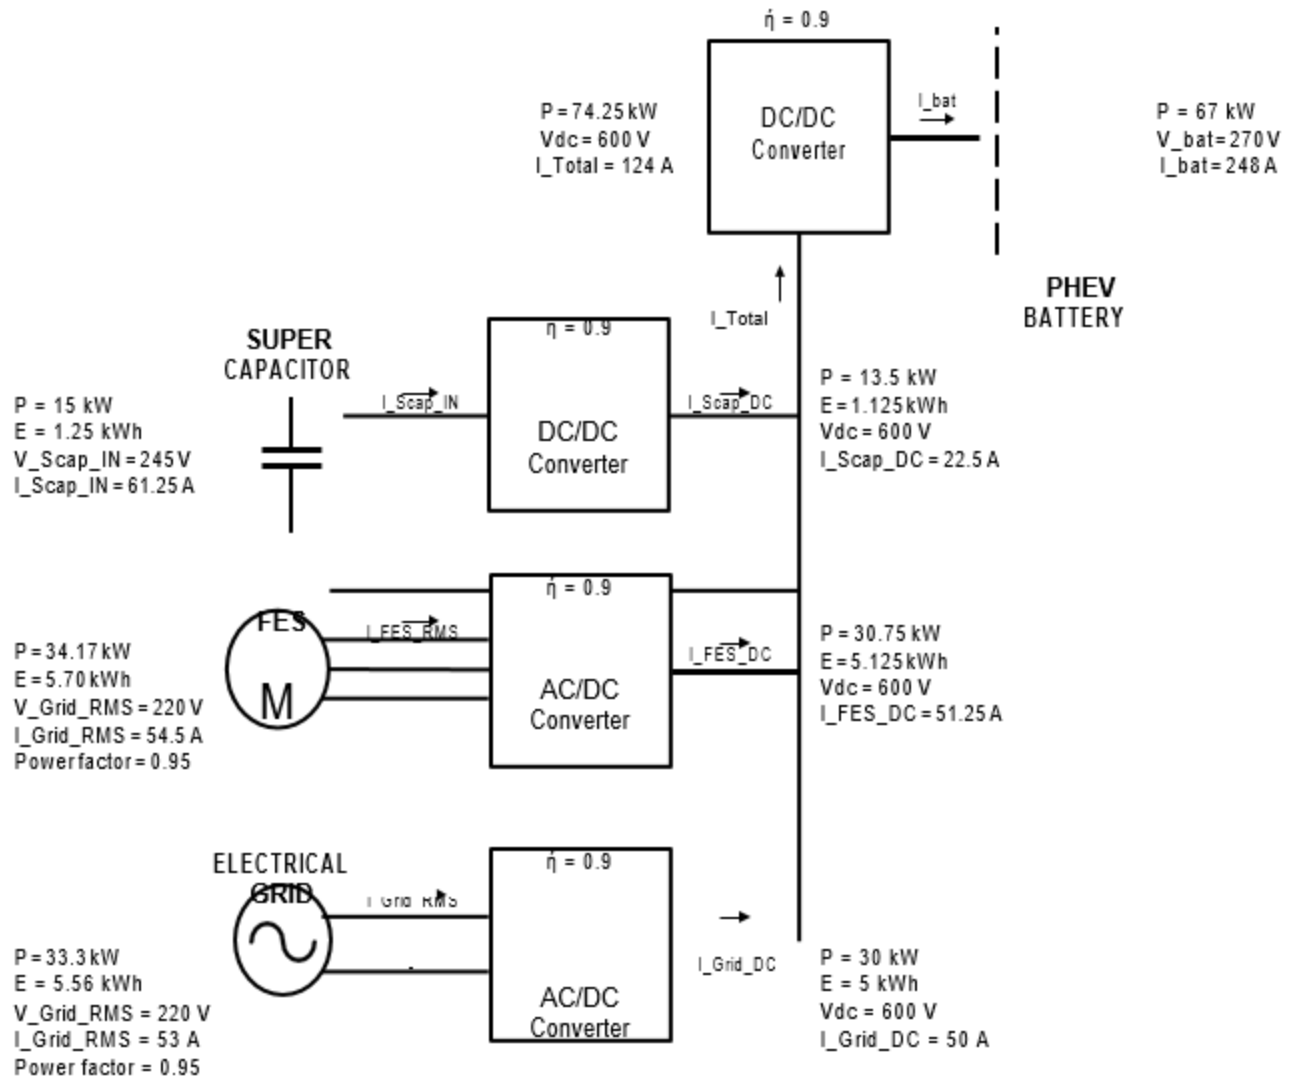 ή = 0.9
DC/DC
Converter
P = 74.25 kW
Vdc = 600 V
I_Total = 124 A
I_bat
P = 67 kW
V_bat = 270 V
I_bat = 248 A
PHEV
BATTERY
I_Total
SUPER
CAPACITOR
P = 15 kW
E = 1.25 kWh
V_Scap_IN = 245 V
I_Scap_IN = 61.25 A
I_Scap_IN
η = 0.9
DC/DC
Converter
I_Scap_DC
P = 13.5 kW
E = 1.125 kWh
Vdc = 600 V
I_Scap_DC = 22.5 A
FES
M
P = 34.17 kW
E = 5.70 kWh
V_Grid_RMS = 220 V
I_Grid_RMS = 54.5 A
Power factor = 0.95
I_FES_RMS
ή = 0.9
AC/DC
Converter
I_FES_DC
P = 30.75 kW
E = 5.125 kWh
Vdc = 600 V
I_FES_DC = 51.25 A
ELECTRICAL
GRID
P = 33.3 kW
E = 5.56 kWh
V_Grid_RMS = 220 V
I_Grid_RMS = 53 A
Power factor = 0.95
I Grid RMS
ή = 0.9
AC/DC
Converter
I_Grid_DC
P = 30 kW
E = 5 kWh
Vdc = 600 V
I_Grid_DC = 50 A